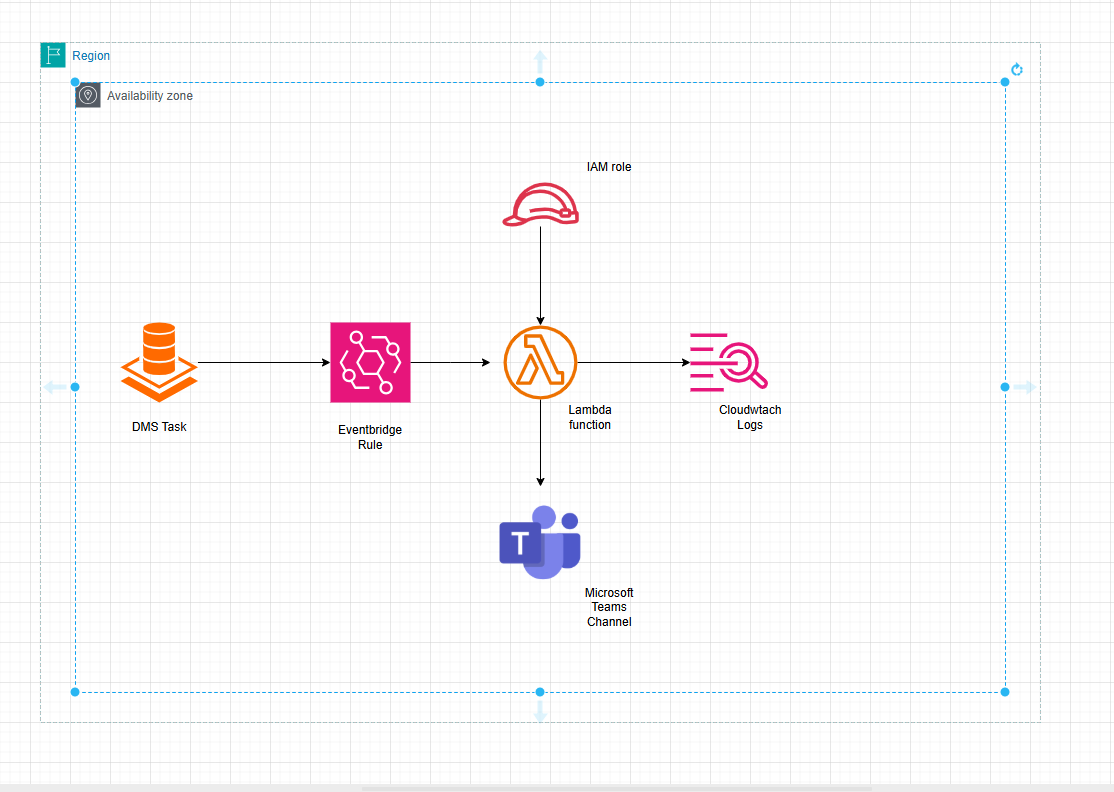 Region
Availability zone
IAM role
DMS Task
Eventbridge
Rule
Lambda
function
Cloudwtach
Logs
T
Microsoft
Teams
Channel